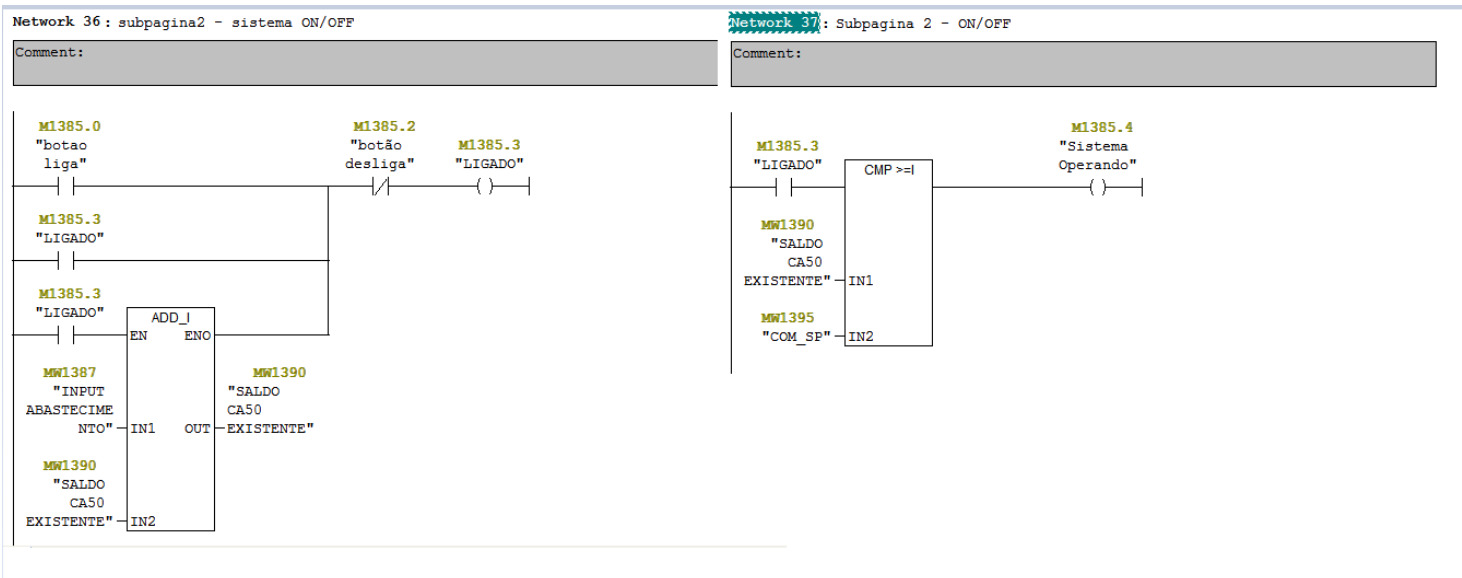 Network 36: subpagina2 - sistema ON/OFF
Comment:
M1385.0
"botao
liga"
M1385.2
"botão
desliga"
M1385.3
"LIGADO"
M1385.3
"LIGADO"
M1385.3
"LIGADO"
ADD_I
EN ENO
MW1387
"INPUT
ABASTECIME
NTO"
IN1
OUT
MW1390
"SALDO
CA50
EXISTENTE"
MW1390
"SALDO
CA50
EXISTENTE"
IN2
Network 37: Subpagina 2 - ON/OFF
Comment:
M1385.3
"LIGADO"
CMP >=I
M1385.4
"Sistema
Operando"
MW1390
"SALDO
CA50
EXISTENTE"
IN1
MW1395
"COM_SP"
IN2